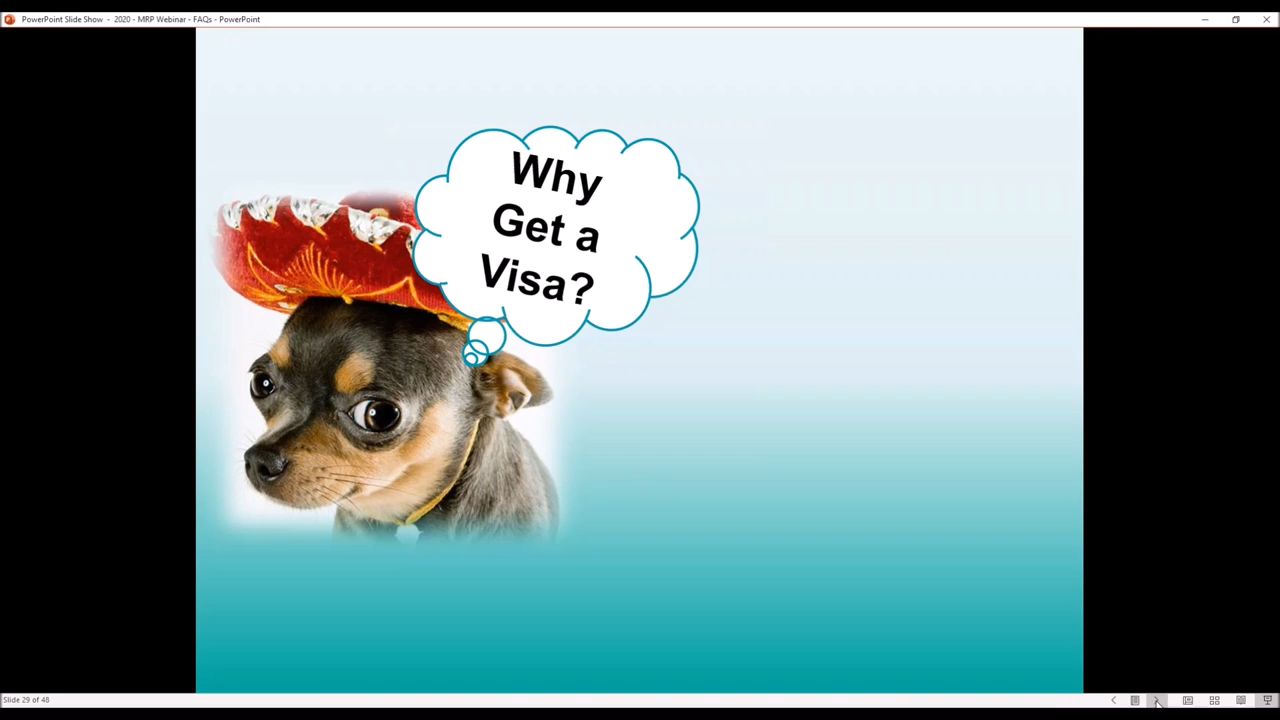 PowerPoint Slide Show - 2020 - MRP Webinar - FAQs - PowerPoint
Why
Get a
Visa?
Slide 29 of 48